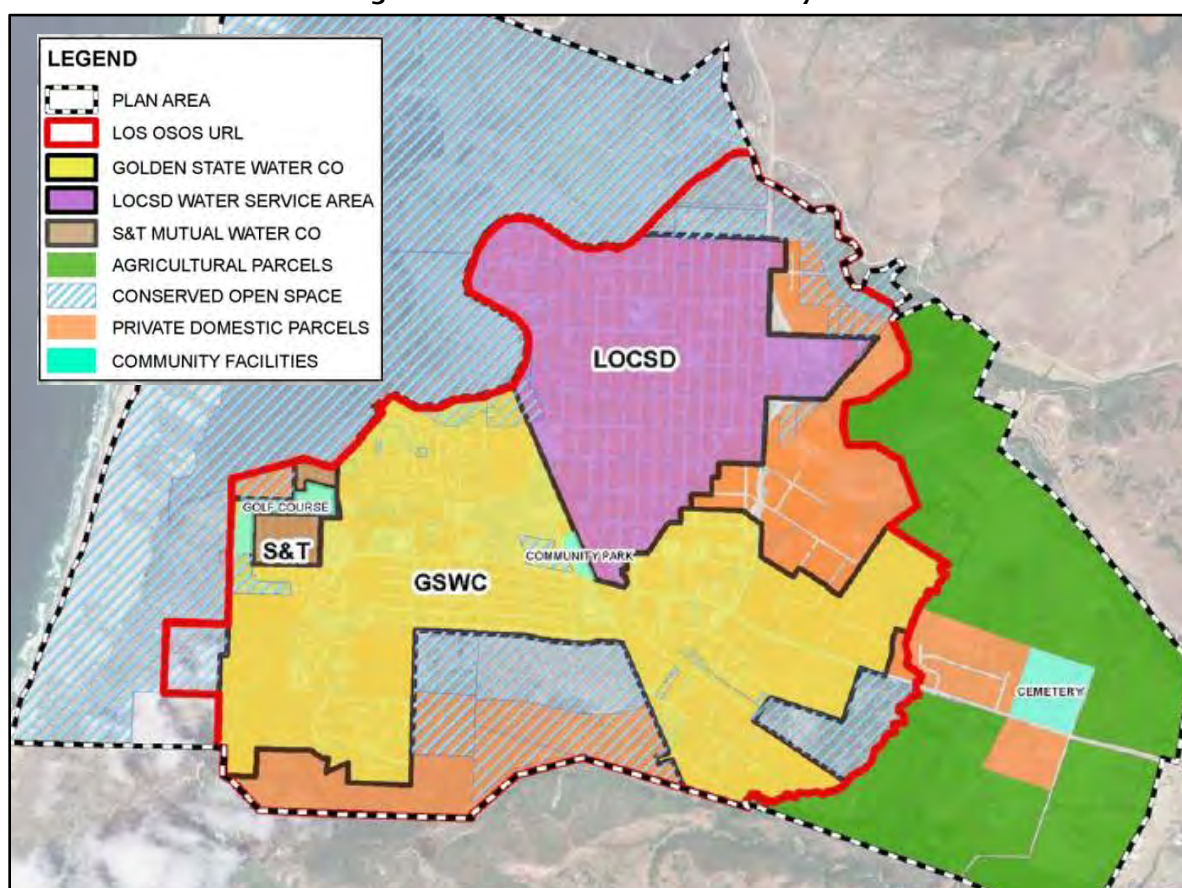 LEGEND
PLAN AREA
LOS OSOS URL
GOLDEN STATE WATER CO
LOCSD WATER SERVICE AREA
S&T MUTUAL WATER CO
AGRICULTURAL PARCELS
CONSERVED OPEN SPACE
PRIVATE DOMESTIC PARCELS
COMMUNITY FACILITIES
LOCSD
GOLF COURSE
S&T
COMMUNITY PARK
GSWC
CEMETERY